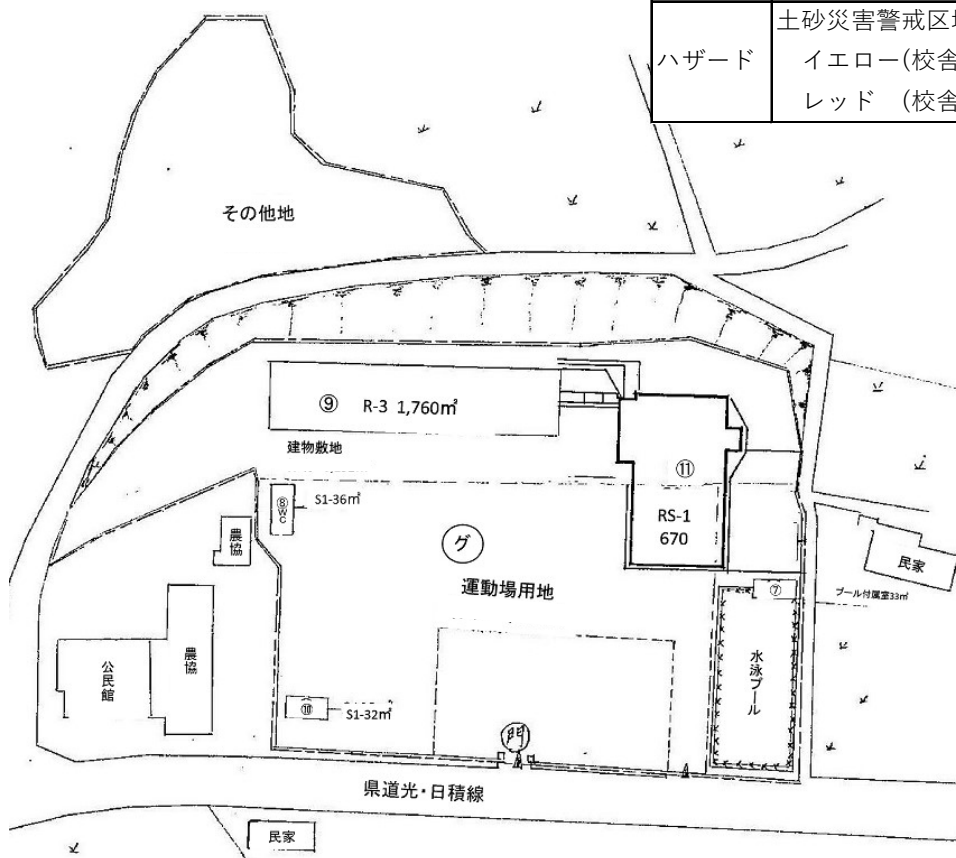 土砂災害警戒区域
ハザード
イエロー(校舎
レッド (校舎
その他地
⑨ R-3 1,760㎡
建物敷地
⑧WC
S1-36㎡
⑪
RS-1
670
グ
運動場用地
農協
農協
公民館
民家
⑦
プール付属室33㎡
水泳プール
⑩
S1-32㎡
門
県道光・日積線
民家